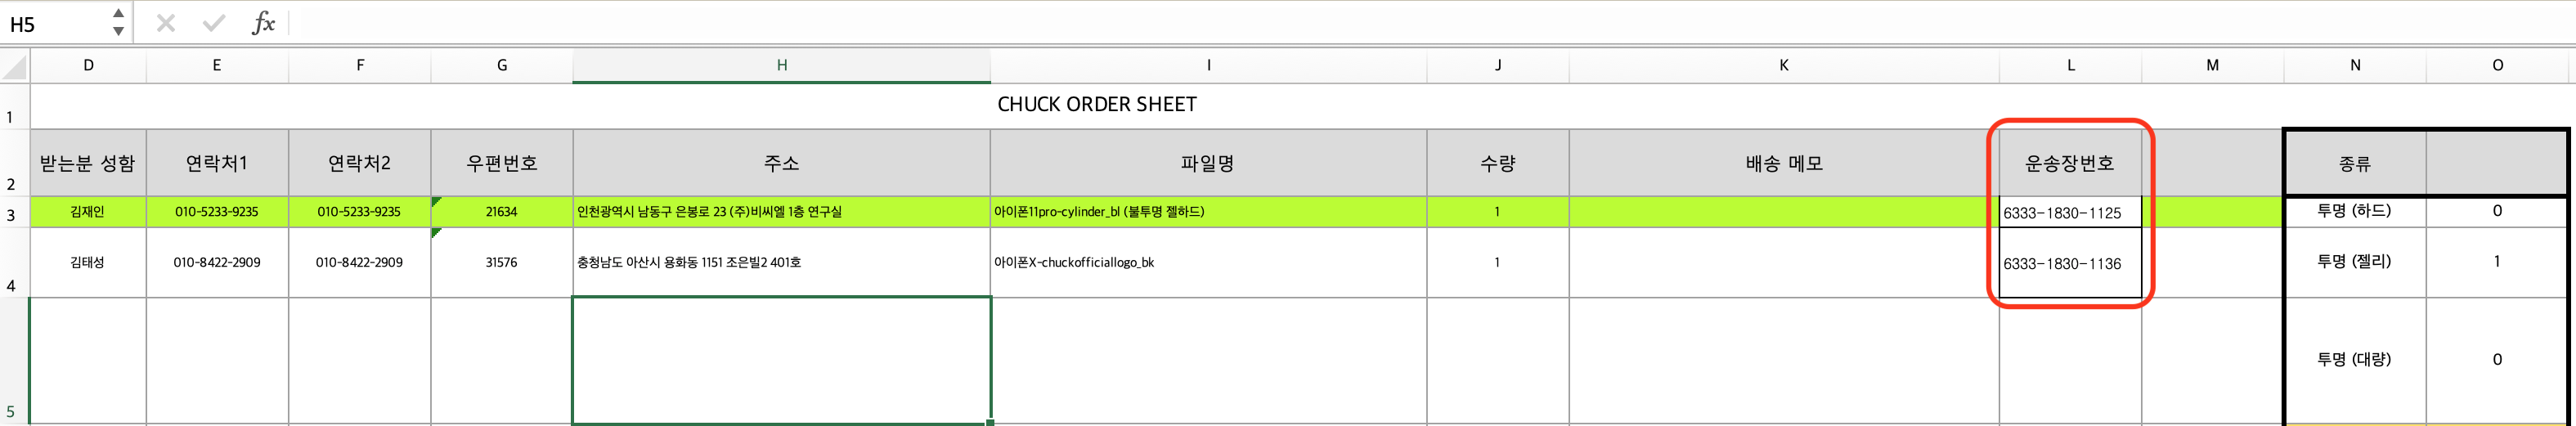 H5 fx
D E F G H I J K L M N O
1 CHUCK ORDER SHEET
2 받는분 성함 연락처1 연락처2 우편번호 주소 파일명 수량 배송 메모 운송장번호 종류
3 김재인 010-5233-9235 010-5233-9235 21634 인천광역시 남동구 은봉로 23 (주)비씨엘 1층 연구실 아이폰11pro-cylinder_bl (불투명 젤하드) 1 6333-1830-1125 투명 (하드) 0
4 김태성 010-8422-2909 010-8422-2909 31576 충청남도 아산시 용화동 1151 조은빌2 401호 아이폰X-chuckofficiallogo_bk 1 6333-1830-1136 투명 (젤리) 1
5 투명 (대량) 0